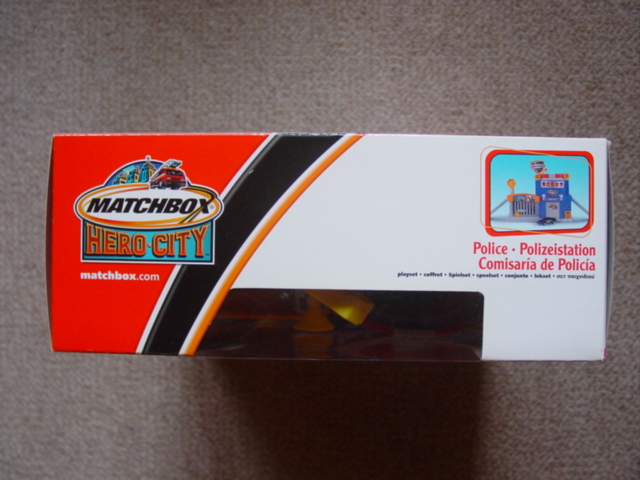 MATCHBOX
HERO-CITY
matchbox.com
Police • Polizeistation
Comisaría de Policía
playset • coffret • Spielset • speelset • conjunto • lekset •